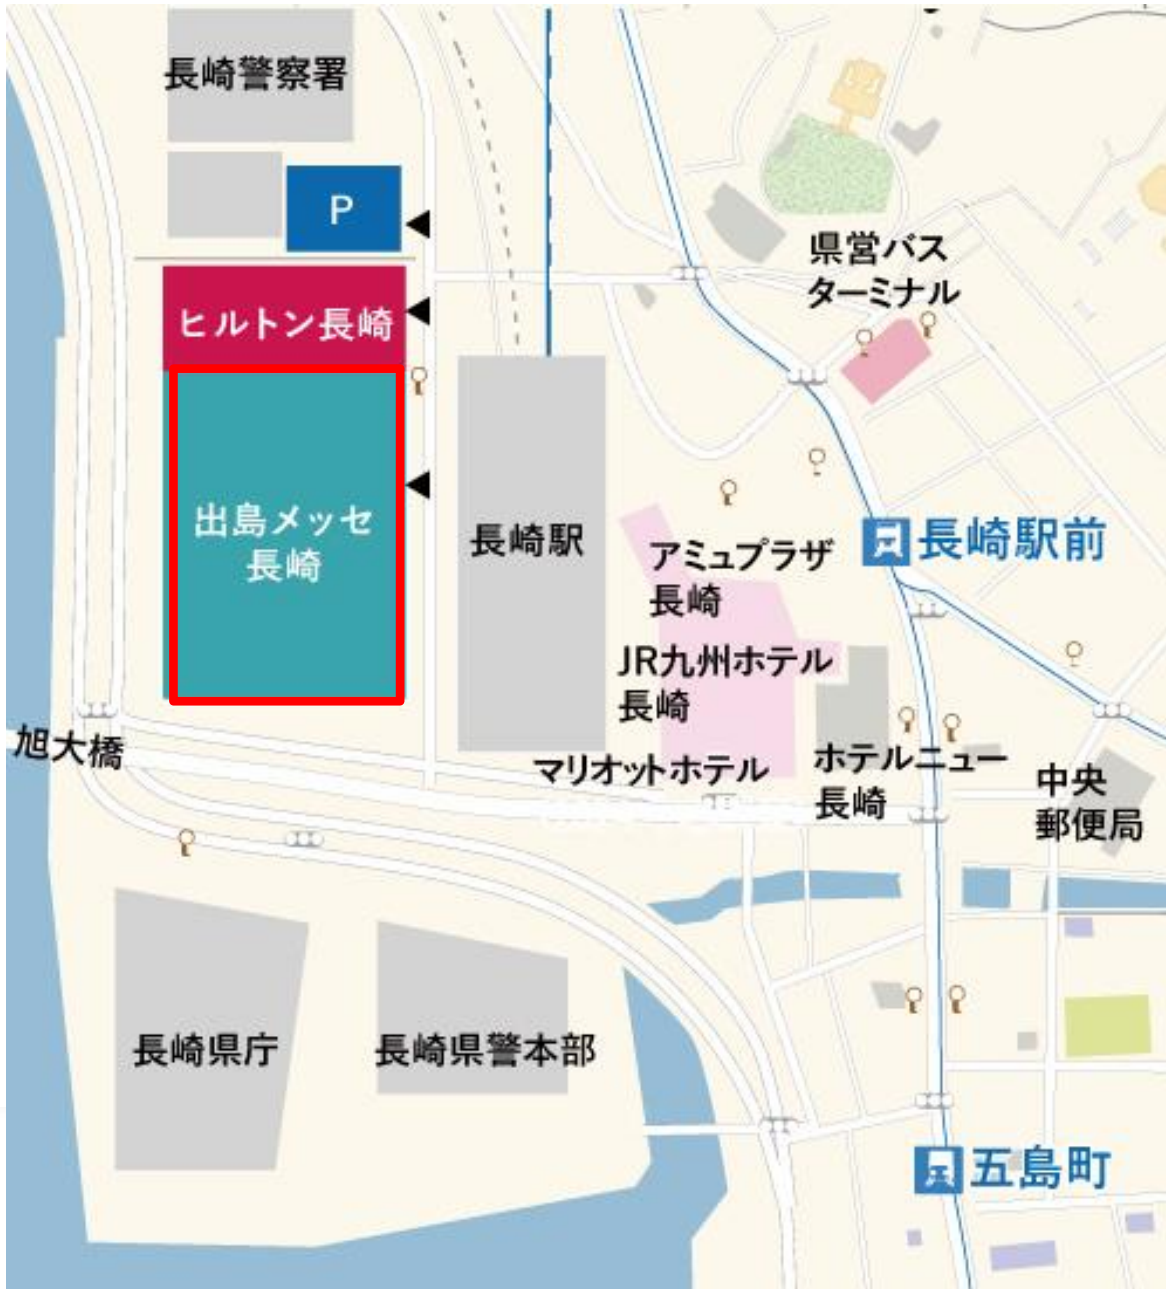 長崎警察署
P
県営バス
ターミナル
ヒルトン長崎
出島メッセ
長崎
長崎駅
長崎駅前
アミュプラザ
長崎
JR九州ホテル
長崎
旭大橋
マリオットホテル
ホテルニュー
長崎
中央
郵便局
長崎県庁
長崎県警本部
五島町